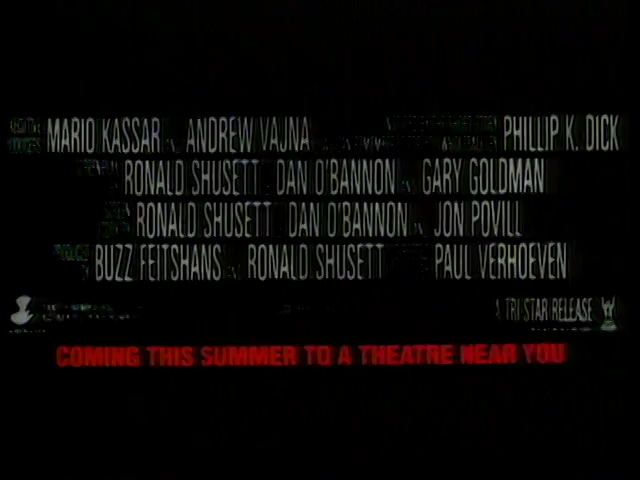 MARIO KASSAR ANDREW VAJNA PHILLIP K. DICK
RONALD SHUSETT DAN O'BANNON GARY GOLDMAN
RONALD SHUSETT DAN O'BANNON JON POVILL
BUZZ FEITSHANS RONALD SHUSETT PAUL VERHOEVEN
A TRI-STAR RELEASE
COMING THIS SUMMER TO A THEATRE NEAR YOU